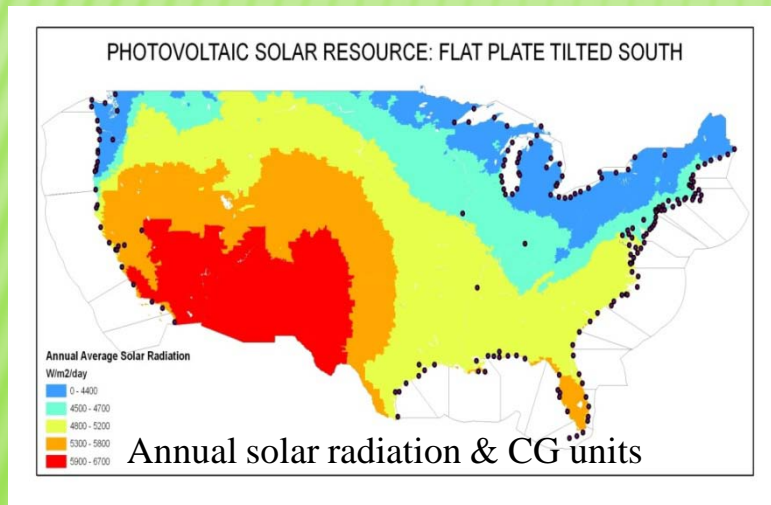 PHOTOVOLTAIC SOLAR RESOURCE: FLAT PLATE TILTED SOUTH
Annual Average Solar Radiation
W/m2/day
0 - 4400
4500 - 4700
4800 - 5200
5300 - 5800
5900 - 6700
Annual solar radiation & CG units